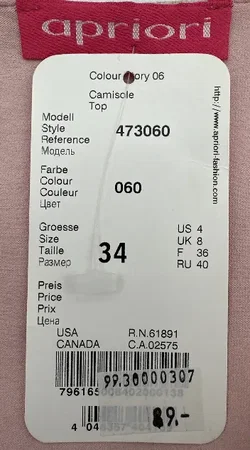 apriori
Colour Story 06
Camisole
Top
http://www.apriori-fashion.com
Modell
Style
Reference
Модель
473060
Farbe
Colour
Couleur
Цвет
060
Groesse
Size
Taille
Размер
34
US 4
UK 8
F 36
RU 40
Preis
Price
Prix
Цена
USA R.N.61891
CANADA C.A.02575
99.30000307
89.-